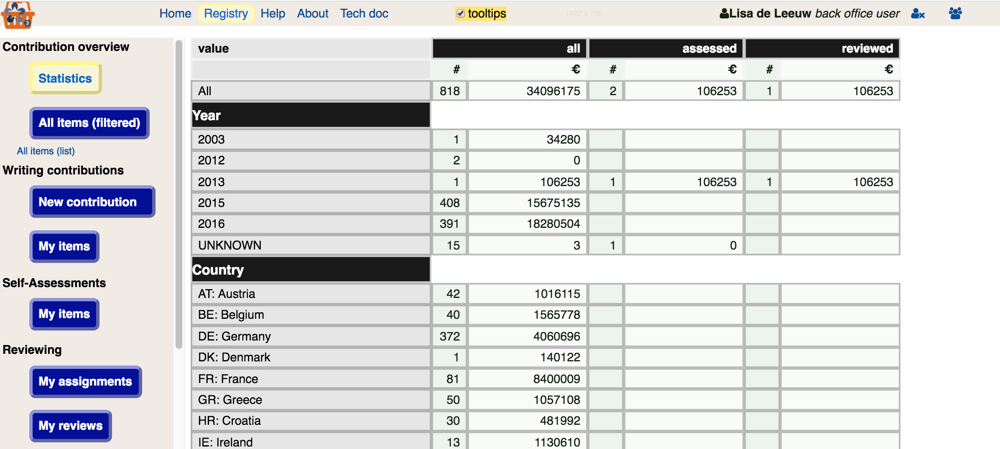 Home Registry Help About Tech doc tooltips 1422 x 782 Lisa de Leeuw back office user
Contribution overview
Statistics
All items (filtered)
All items (list)
Writing contributions
New contribution
My items
Self-Assessments
My items
Reviewing
My assignments
My reviews
value all assessed reviewed
# € # € # €
All 818 34096175 2 106253 1 106253
Year
2003 1 34280
2012 2 0
2013 1 106253 1 106253 1 106253
2015 408 15675135
2016 391 18280504
UNKNOWN 15 3 1 0
Country
AT: Austria 42 1016115
BE: Belgium 40 1565778
DE: Germany 372 4060696
DK: Denmark 1 140122
FR: France 81 8400009
GR: Greece 50 1057108
HR: Croatia 30 481992
IE: Ireland 13 1130610